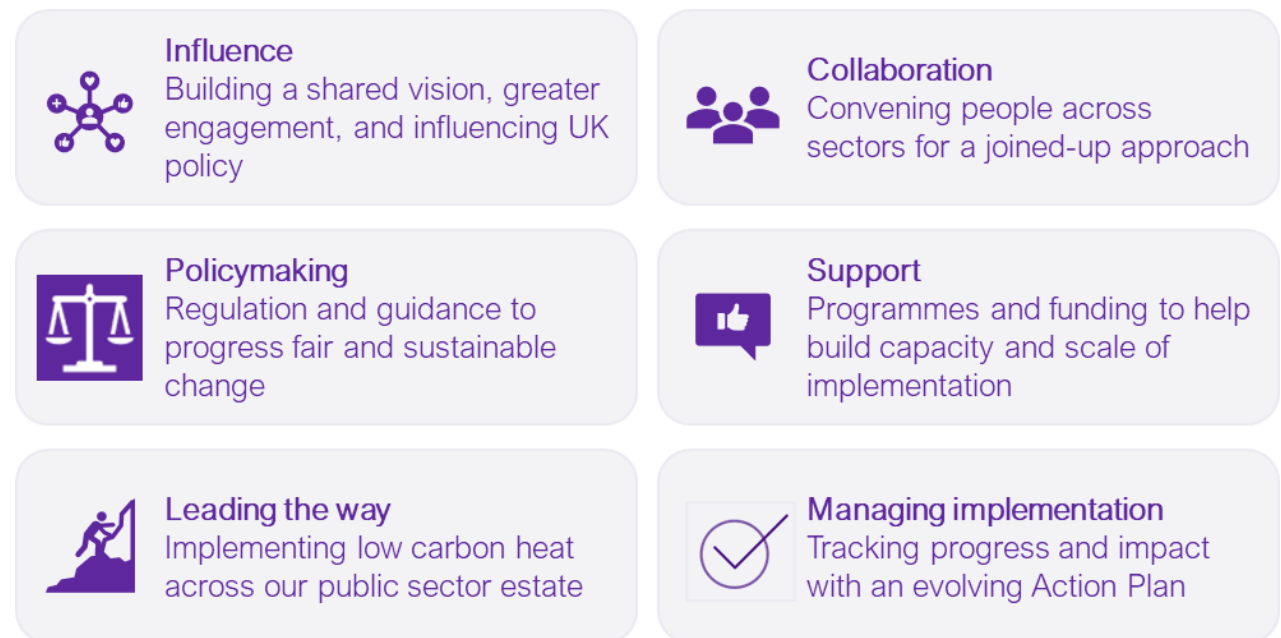 Influence
Building a shared vision, greater
engagement, and influencing UK
policy
Collaboration
Convening people across
sectors for a joined-up approach
Policymaking
Regulation and guidance to
progress fair and sustainable
change
Support
Programmes and funding to help
build capacity and scale of
implementation
Leading the way
Implementing low carbon heat
across our public sector estate
Managing implementation
Tracking progress and impact
with an evolving Action Plan